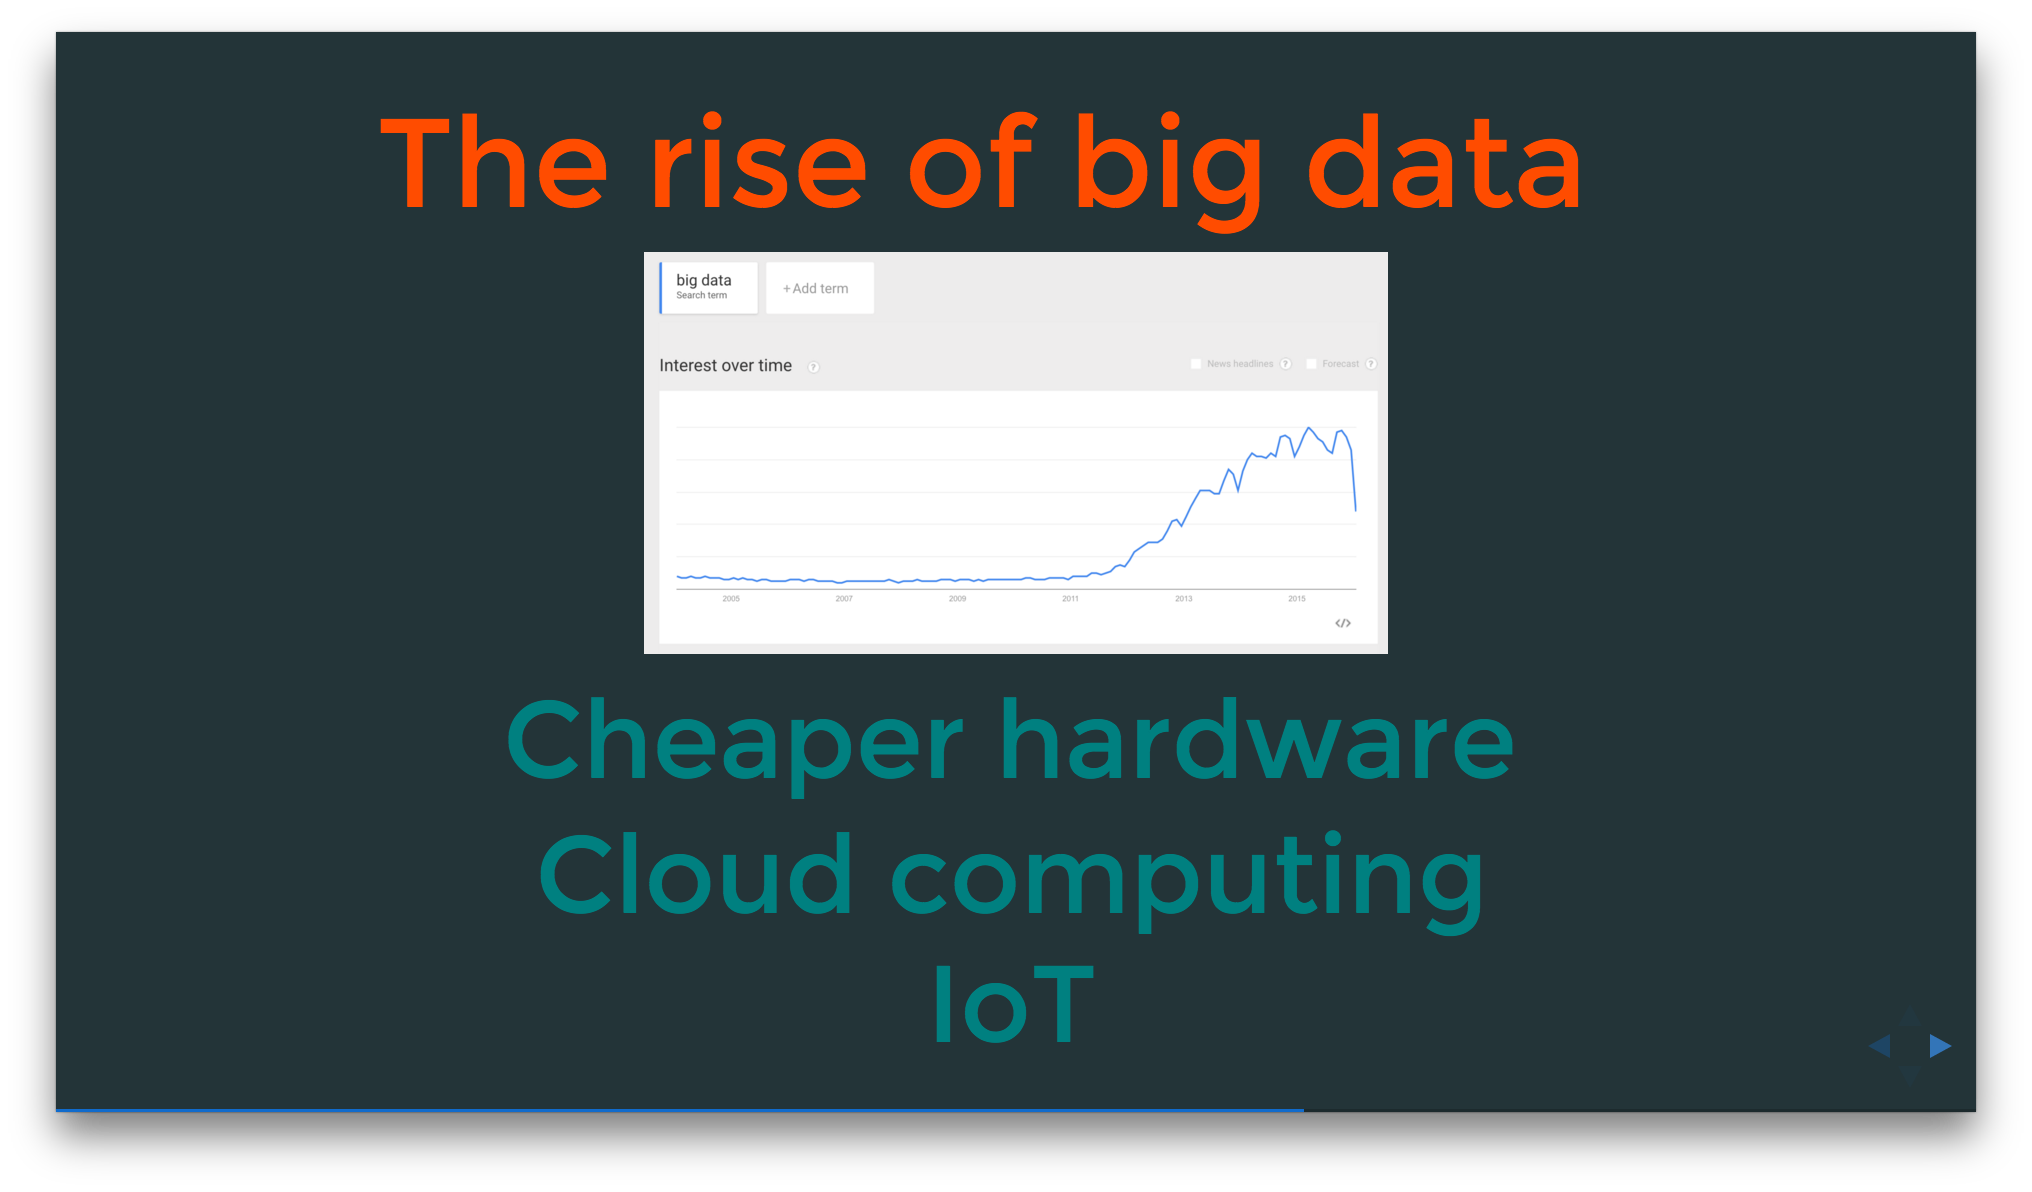 The rise of big data
big data
Search term
+Add term
Interest over time ?
News headlines ? Forecast ?
2005 2007 2009 2011 2013 2015
</>
Cheaper hardware
Cloud computing
IoT